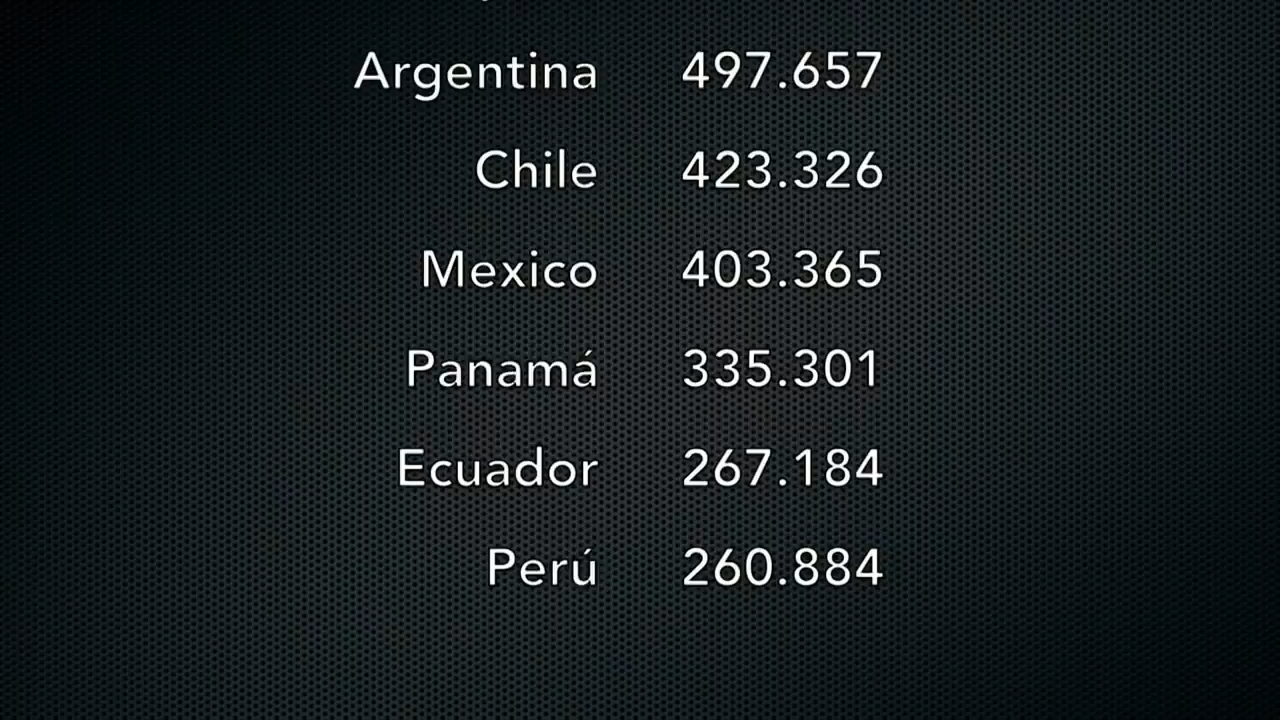 Argentina 497.657
Chile 423.326
Mexico 403.365
Panamá 335.301
Ecuador 267.184
Perú 260.884